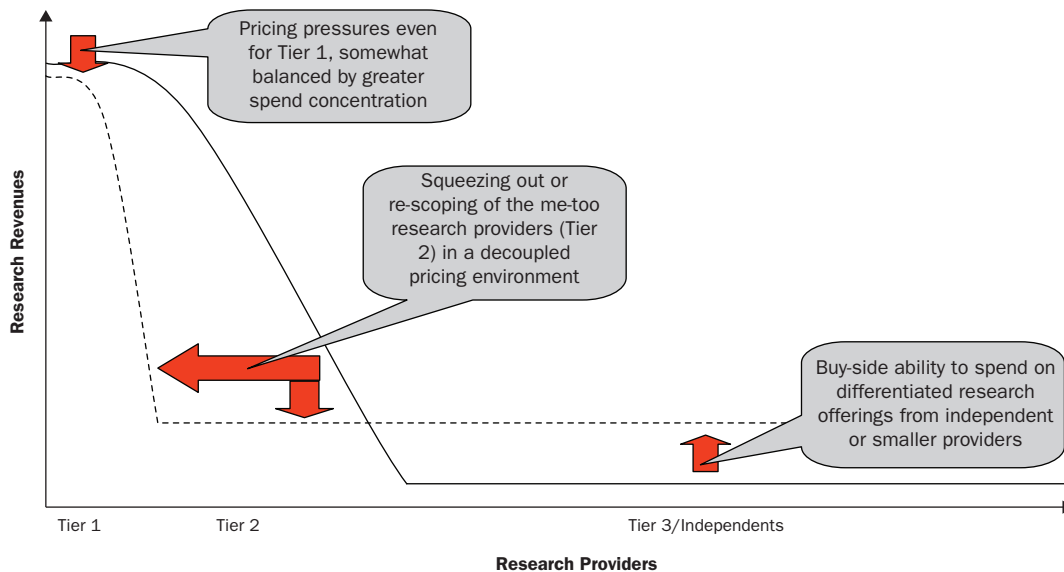 Pricing pressures even
for Tier 1, somewhat
balanced by greater
spend concentration
Squeezing out or
re-scoping of the me-too
research providers (Tier
2) in a decoupled
pricing environment
Buy-side ability to spend on
differentiated research
offerings from independent
or smaller providers
Research Revenues
Tier 1
Tier 2
Tier 3/Independents
Research Providers